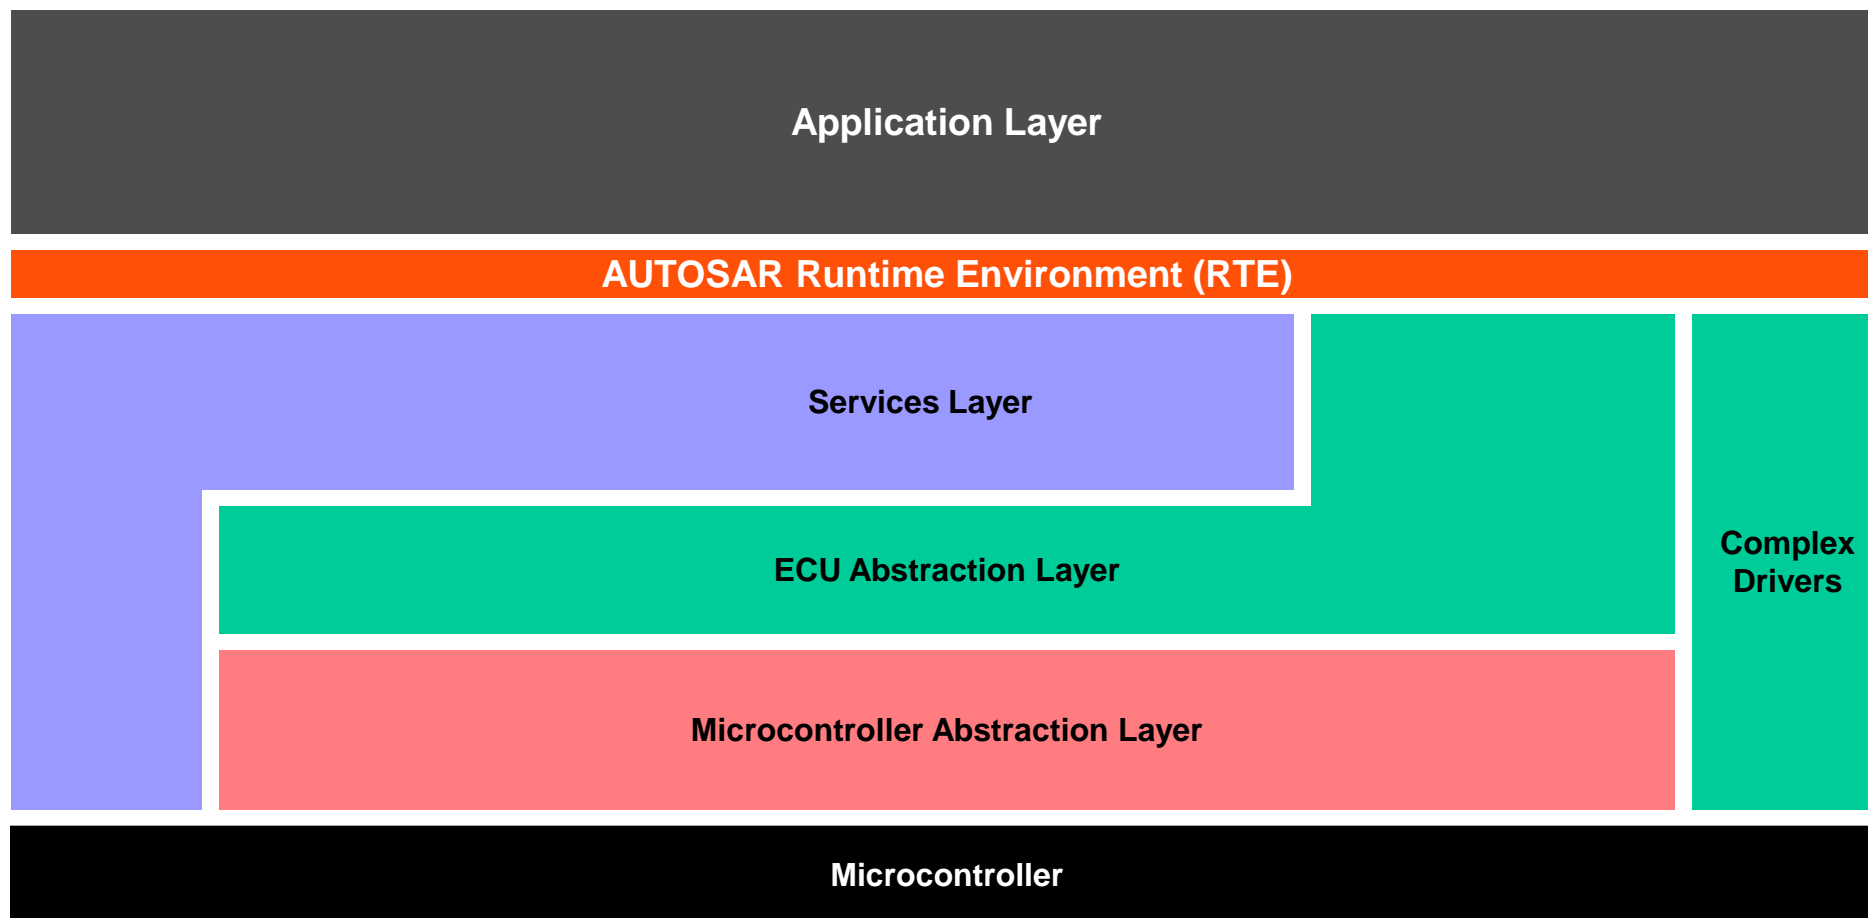 Application Layer
AUTOSAR Runtime Environment (RTE)
Services Layer
ECU Abstraction Layer
Complex
Drivers
Microcontroller Abstraction Layer
Microcontroller